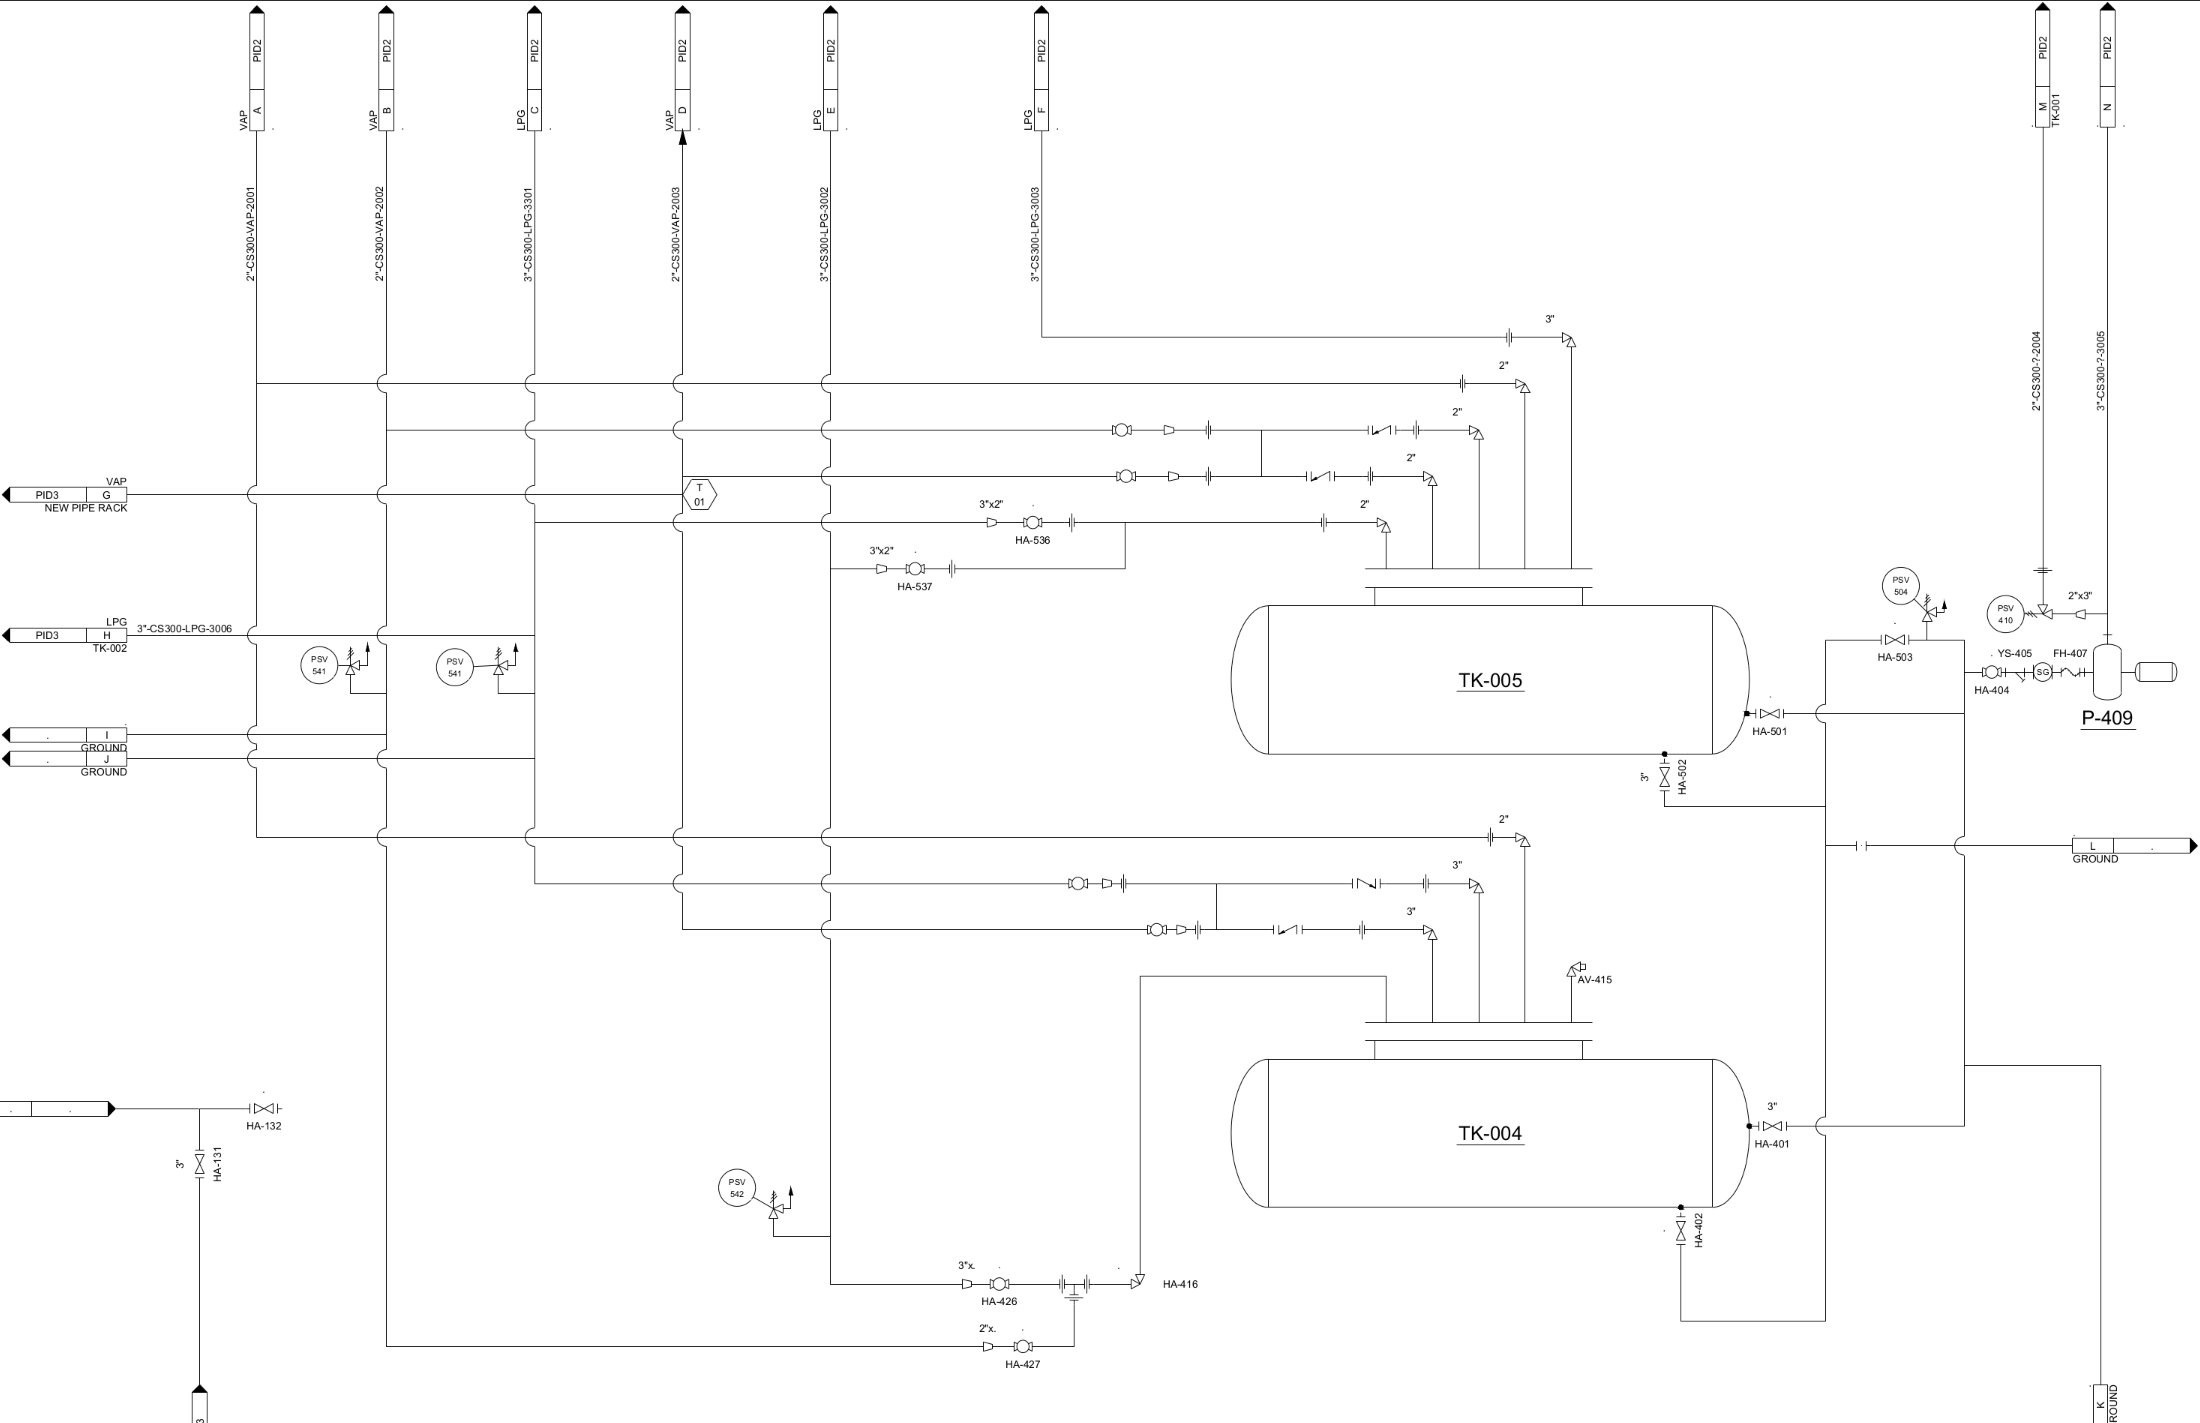 PID2
A
VAP
PID2
B
VAP
PID2
C
LPG
PID2
D
VAP
PID2
E
LPG
PID2
F
LPG
PID2
M
TK-001
PID2
N
2"-CS300-VAP-2001
2"-CS300-VAP-2002
3"-CS300-LPG-3301
2"-CS300-VAP-2003
3"-CS300-LPG-3002
3"-CS300-LPG-3003
2"-CS300-?-2004
3"-CS300-?-3005
3"
2"
2"
2"
2"
VAP
PID3 G
NEW PIPE RACK
T
01
3"x2"
HA-536
3"x2"
HA-537
LPG
PID3 H
TK-002
3"-CS300-LPG-3006
PSV
541
PSV
541
. I
GROUND
. J
GROUND
TK-005
PSV
504
HA-503
PSV
410
2"x3"
YS-405
FH-407
SG
HA-404
P-409
HA-501
3"
HA-502
L .
GROUND
2"
3"
3"
AV-415
TK-004
3"
HA-401
HA-402
. .
HA-132
3"
HA-131
PSV
542
3"x.
HA-426
HA-416
2"x.
HA-427
3
K
ROUND